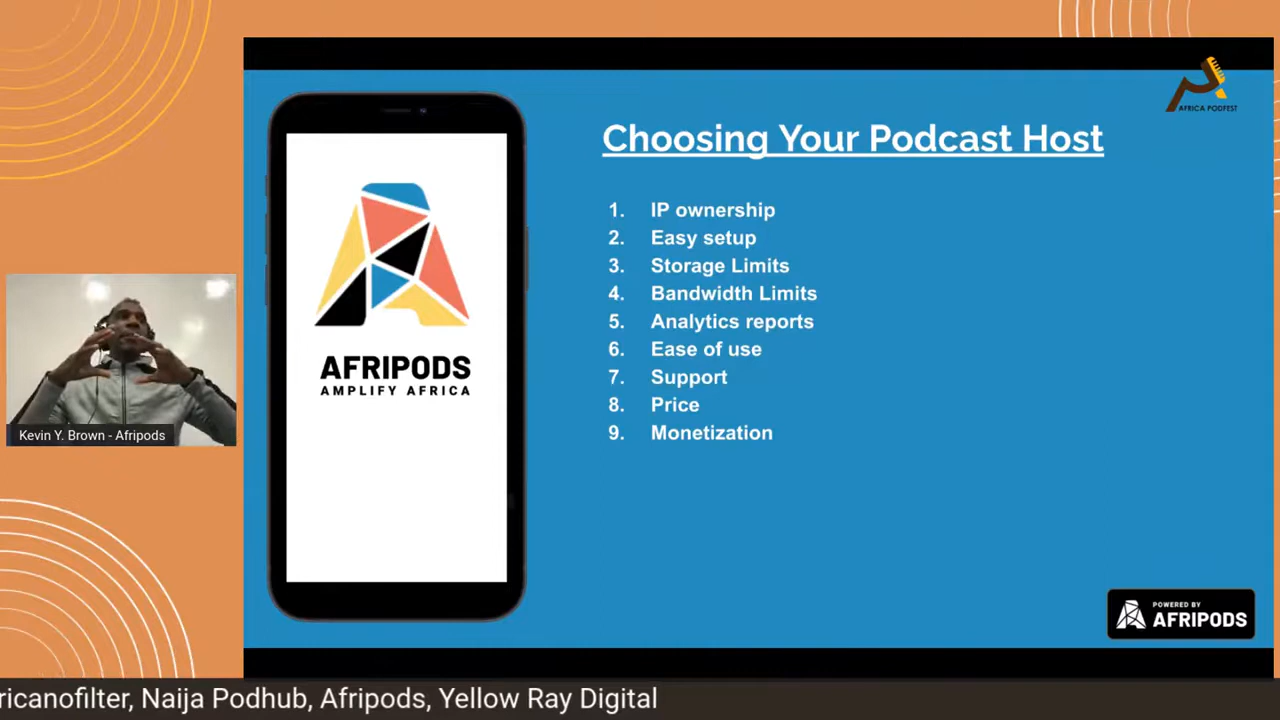 AFRICA PODFEST
Choosing Your Podcast Host
1. IP ownership
2. Easy setup
3. Storage Limits
4. Bandwidth Limits
5. Analytics reports
6. Ease of use
7. Support
8. Price
9. Monetization
AFRIPODS
AMPLIFY AFRICA
Kevin Y. Brown - Afripods
POWERED BY
AFRIPODS
ricanofilter, Naija Podhub, Afripods, Yellow Ray Digital